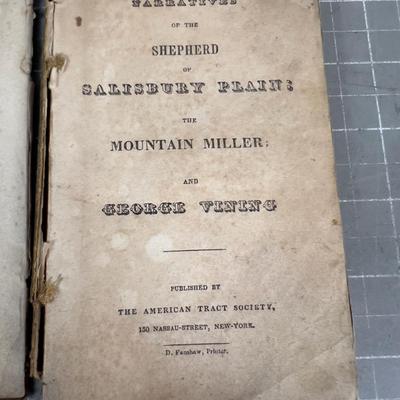 NARRATIVES
OF THE
SHEPHERD
OF
SALISBURY PLAIN;
THE
MOUNTAIN MILLER;
AND
GEORGE VINING
PUBLISHED BY
THE AMERICAN TRACT SOCIETY,
150 NASSAU-STREET, NEW-YORK.
D. Fanshaw, Printer.